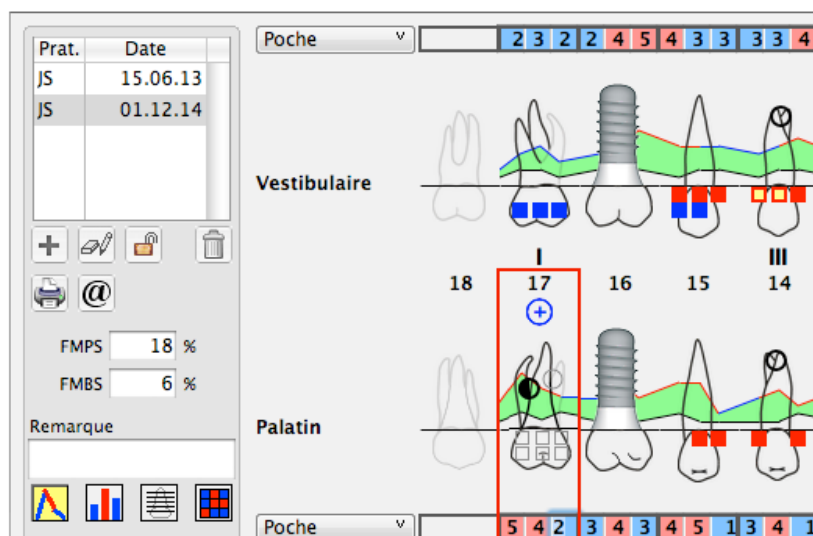 Prat. Date
JS 15.06.13
JS 01.12.14
@
FMPS 18 %
FMBS 6 %
Remarque
Poche 2 3 2 2 4 5 4 3 3 3 3 4
Vestibulaire
I III
18 17 16 15 14
Palatin
Poche 5 4 2 3 4 3 4 5 1 3 4 1